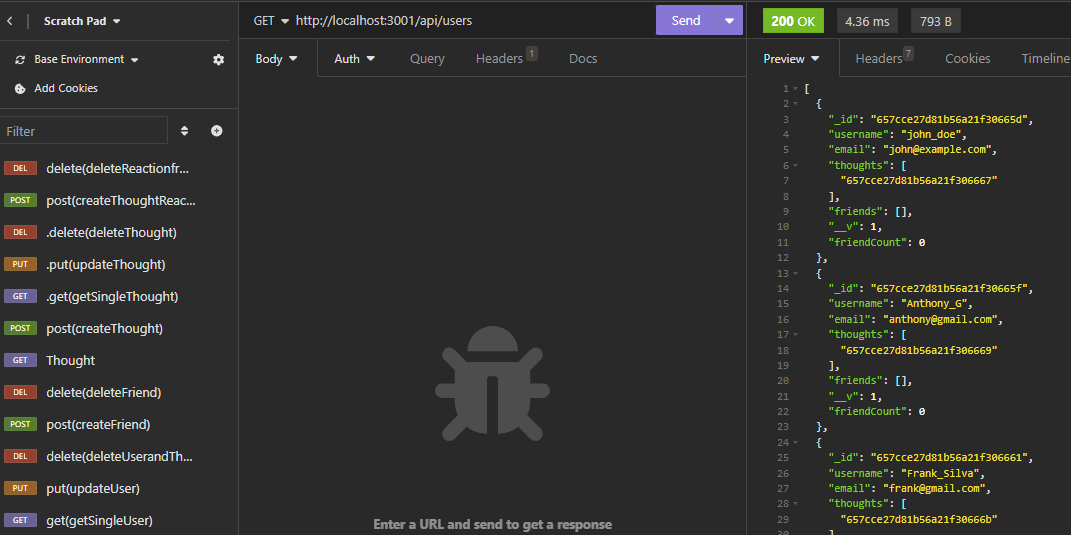 Scratch Pad
Base Environment
Add Cookies
Filter
DEL delete(deleteReactionfr...
POST post(createThoughtReac...
DEL .delete(deleteThought)
PUT .put(updateThought)
GET .get(getSingleThought)
POST post(createThought)
GET Thought
DEL delete(deleteFriend)
POST post(createFriend)
DEL delete(deleteUserandTh...
PUT put(updateUser)
GET get(getSingleUser)
GET http://localhost:3001/api/users Send
Body Auth Query Headers 1 Docs
Enter a URL and send to get a response
200 OK 4.36 ms 793 B
Preview Headers 7 Cookies Timeline
1 [
2 {
3 "_id": "657cce27d81b56a21f30665d",
4 "username": "john_doe",
5 "email": "john@example.com",
6 "thoughts": [
7 "657cce27d81b56a21f306667"
8 ],
9 "friends": [],
10 "__v": 1,
11 "friendCount": 0
12 },
13 {
14 "_id": "657cce27d81b56a21f30665f",
15 "username": "Anthony_G",
16 "email": "anthony@gmail.com",
17 "thoughts": [
18 "657cce27d81b56a21f306669"
19 ],
20 "friends": [],
21 "__v": 1,
22 "friendCount": 0
23 },
24 {
25 "_id": "657cce27d81b56a21f306661",
26 "username": "Frank_Silva",
27 "email": "frank@gmail.com",
28 "thoughts": [
29 "657cce27d81b56a21f30666b"
30 ]